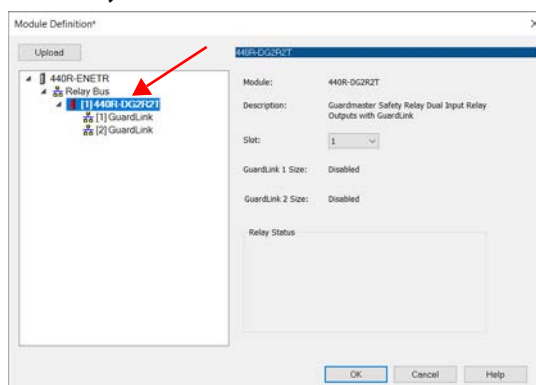 Module Definition*
Upload
440R-ENETR
Relay Bus
[1] 440R-DG2R2T
[1] GuardLink
[2] GuardLink
440R-DG2R2T
Module: 440R-DG2R2T
Description: Guardmaster Safety Relay Dual Input Relay
Outputs with GuardLink
Slot: 1
GuardLink 1 Size: Disabled
GuardLink 2 Size: Disabled
Relay Status
OK Cancel Help